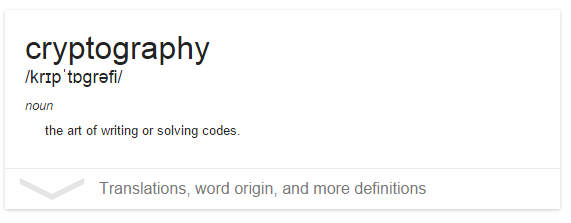 cryptography
/krɪpˈtɒɡrəfi/
noun
the art of writing or solving codes.
Translations, word origin, and more definitions